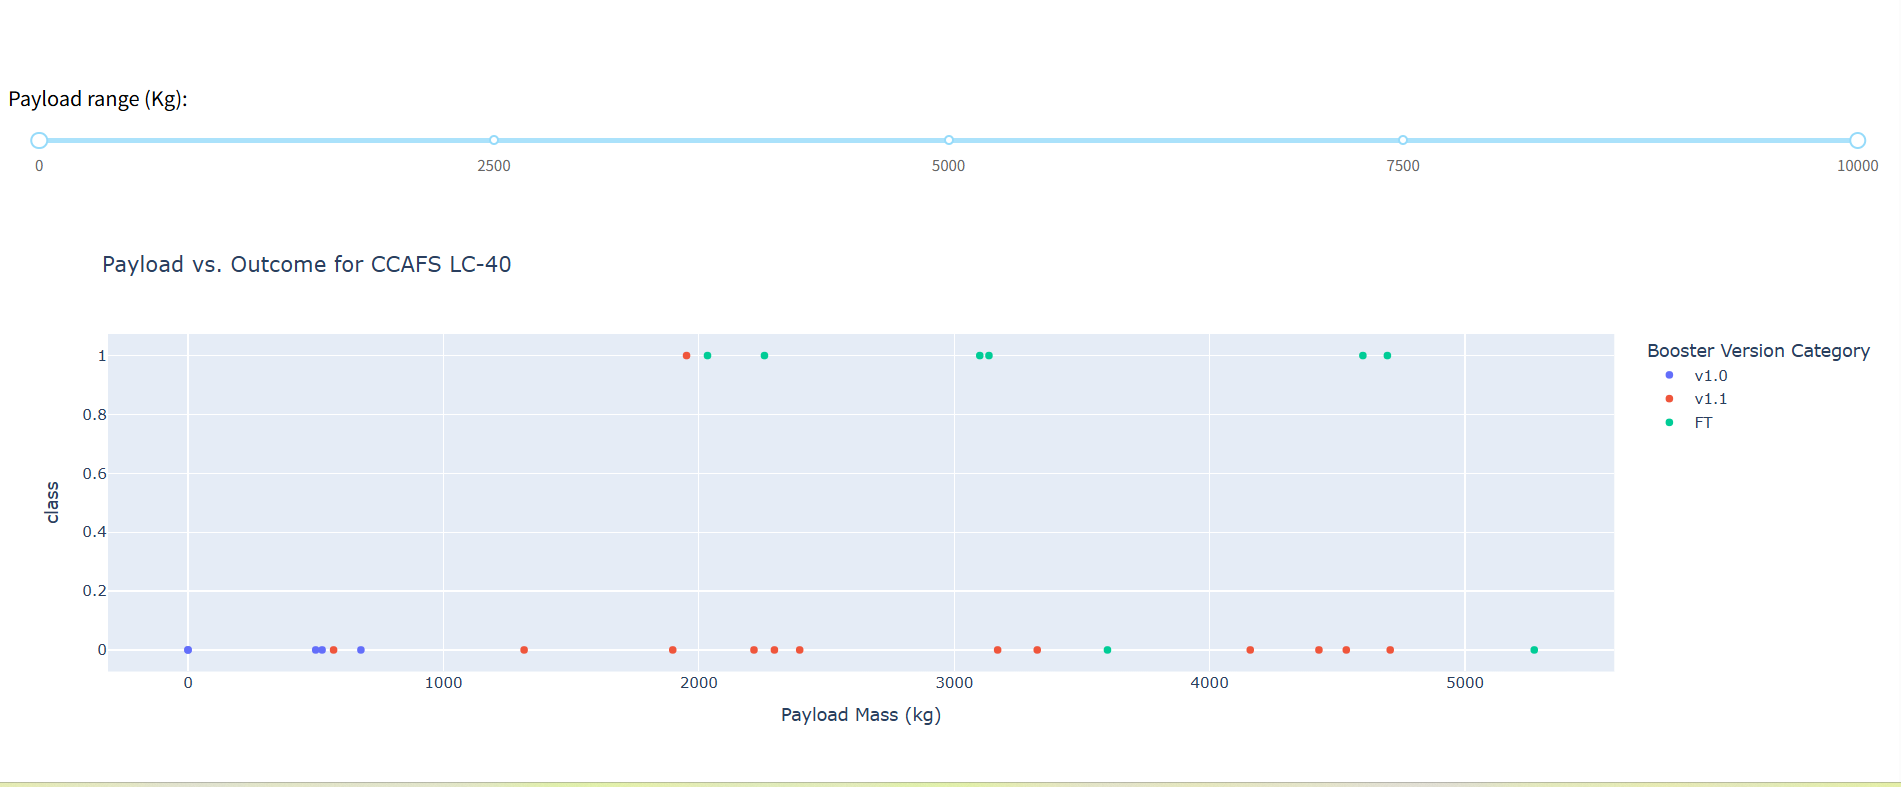 Payload range (Kg):
0 2500 5000 7500 10000
Payload vs. Outcome for CCAFS LC-40
Booster Version Category
v1.0
v1.1
FT
1
0.8
0.6
0.4
0.2
0
class
0 1000 2000 3000 4000 5000
Payload Mass (kg)